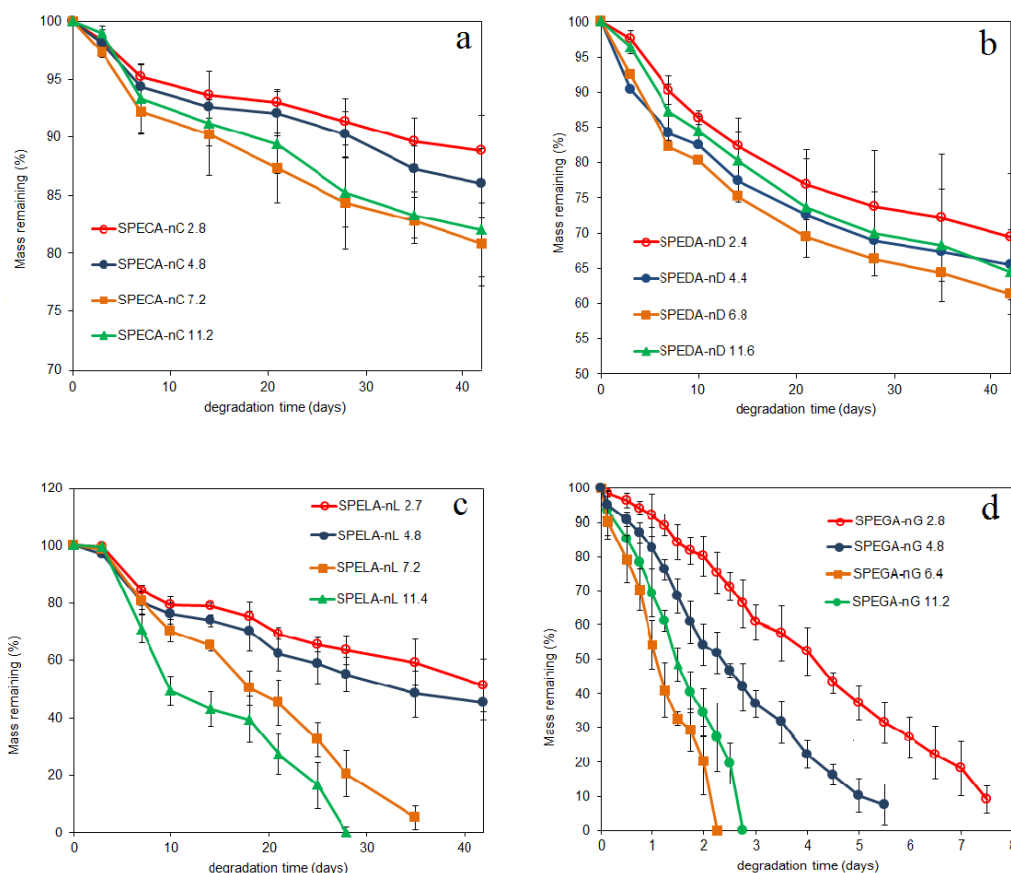 a
100
95
90
85
80
75
70
0
10
20
30
40
Mass remaining (%)
degradation time (days)
SPECA-nC 2.8
SPECA-nC 4.8
SPECA-nC 7.2
SPECA-nC 11.2
b
100
95
90
85
80
75
70
65
60
55
50
0
10
20
30
40
Mass remaining (%)
degradation time (days)
SPEDA-nD 2.4
SPEDA-nD 4.4
SPEDA-nD 6.8
SPEDA-nD 11.6
c
120
100
80
60
40
20
0
0
10
20
30
40
Mass remaining (%)
degradation time (days)
SPELA-nL 2.7
SPELA-nL 4.8
SPELA-nL 7.2
SPELA-nL 11.4
d
100
90
80
70
60
50
40
30
20
10
0
0
1
2
3
4
5
6
7
8
Mass remaining (%)
degradation time (days)
SPEGA-nG 2.8
SPEGA-nG 4.8
SPEGA-nG 6.4
SPEGA-nG 11.2